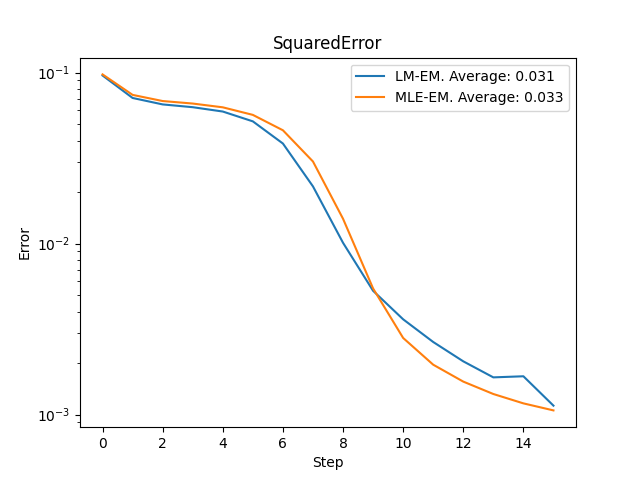 SquaredError
LM-EM. Average: 0.031
MLE-EM. Average: 0.033
Error
10⁻¹
10⁻²
10⁻³
0 2 4 6 8 10 12 14
Step